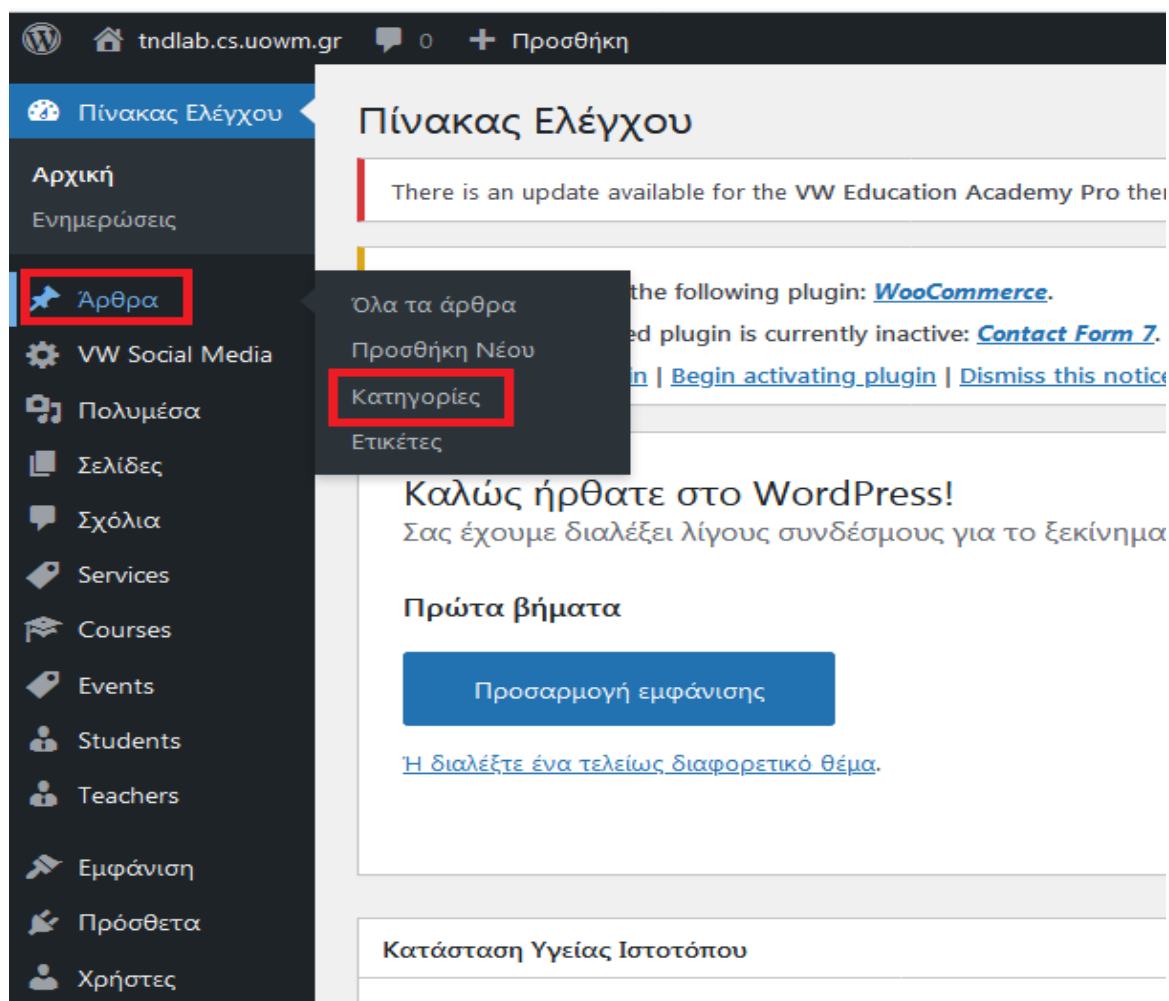 tndlab.cs.uowm.gr 0 Προσθήκη
Πίνακας Ελέγχου
Αρχική
Ενημερώσεις
Άρθρα
VW Social Media
Πολυμέσα
Σελίδες
Σχόλια
Services
Courses
Events
Students
Teachers
Εμφάνιση
Πρόσθετα
Χρήστες
Όλα τα άρθρα
Προσθήκη Νέου
Κατηγορίες
Ετικέτες
Πίνακας Ελέγχου
There is an update available for the VW Education Academy Pro
the following plugin: WooCommerce.
plugin is currently inactive: Contact Form 7.
| Begin activating plugin | Dismiss this notice
Καλώς ήρθατε στο WordPress!
Σας έχουμε διαλέξει λίγους συνδέσμους για το ξεκίνημα
Πρώτα βήματα
Προσαρμογή εμφάνισης
Ή διαλέξτε ένα τελείως διαφορετικό θέμα.
Κατάσταση Υγείας Ιστοτόπου